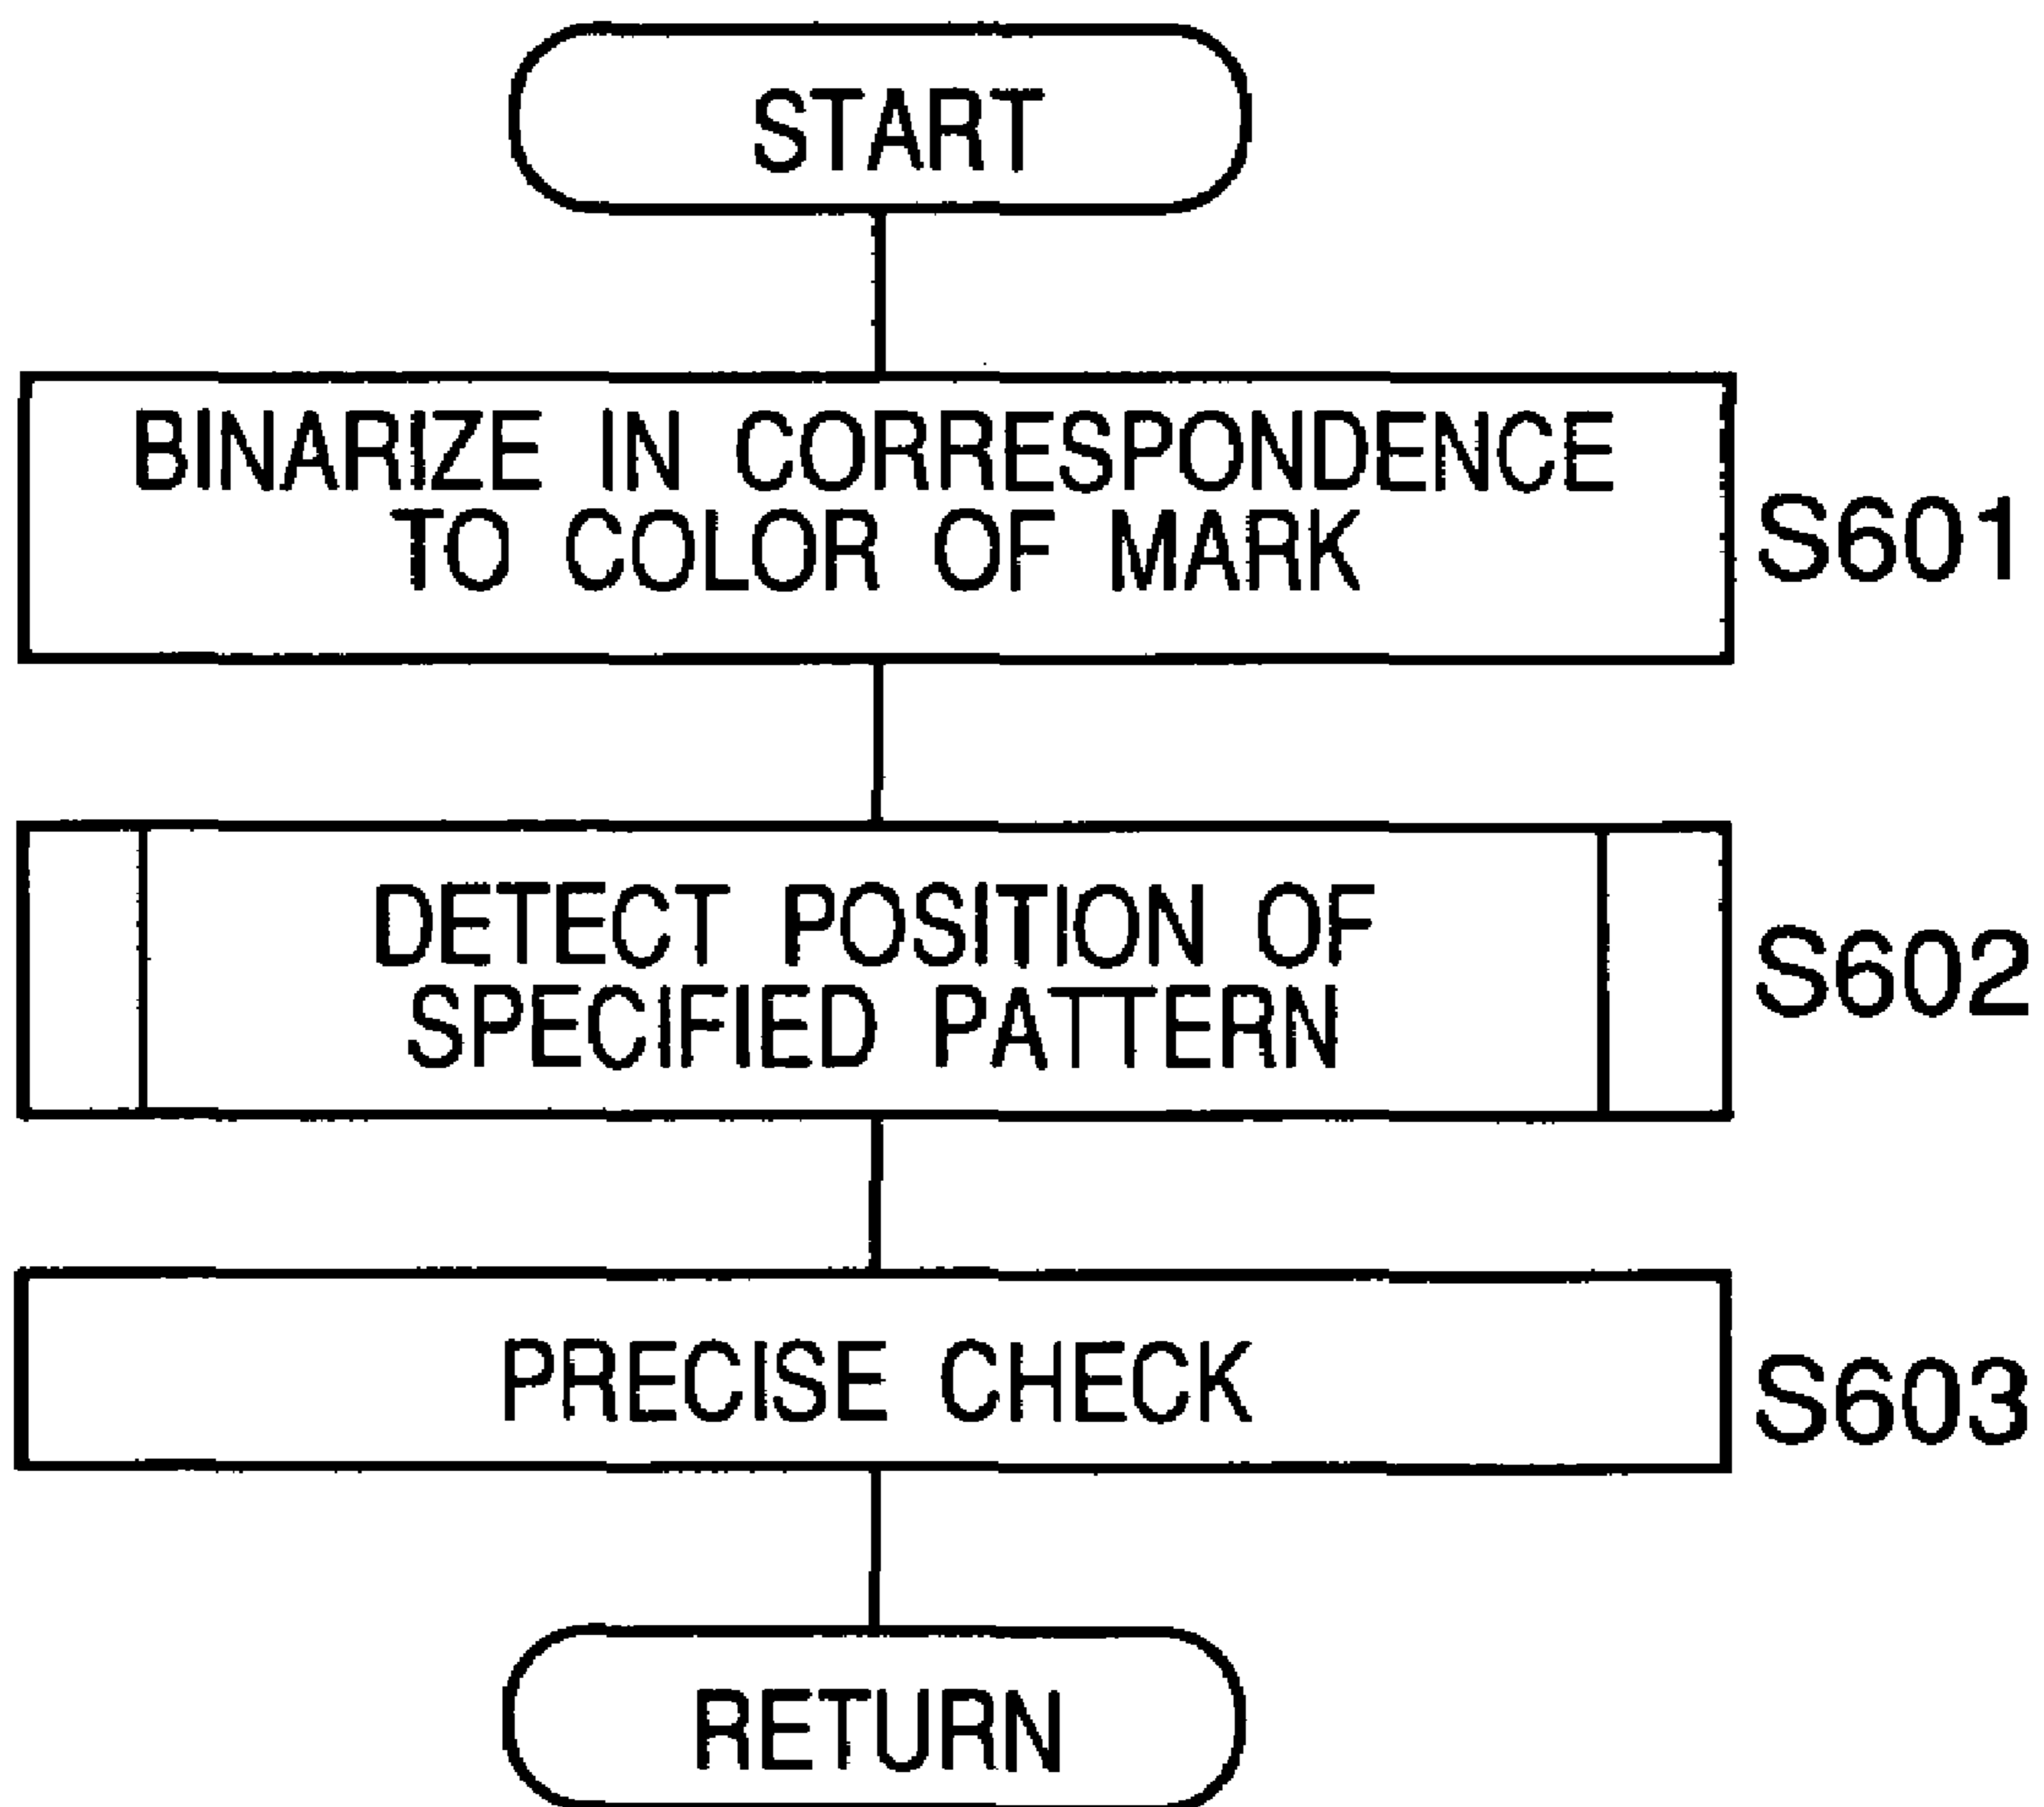 START
BINARIZE IN CORRESPONDENCE
TO COLOR OF MARK
S601
DETECT POSITION OF
SPECIFIED PATTERN
S602
PRECISE CHECK
S603
RETURN